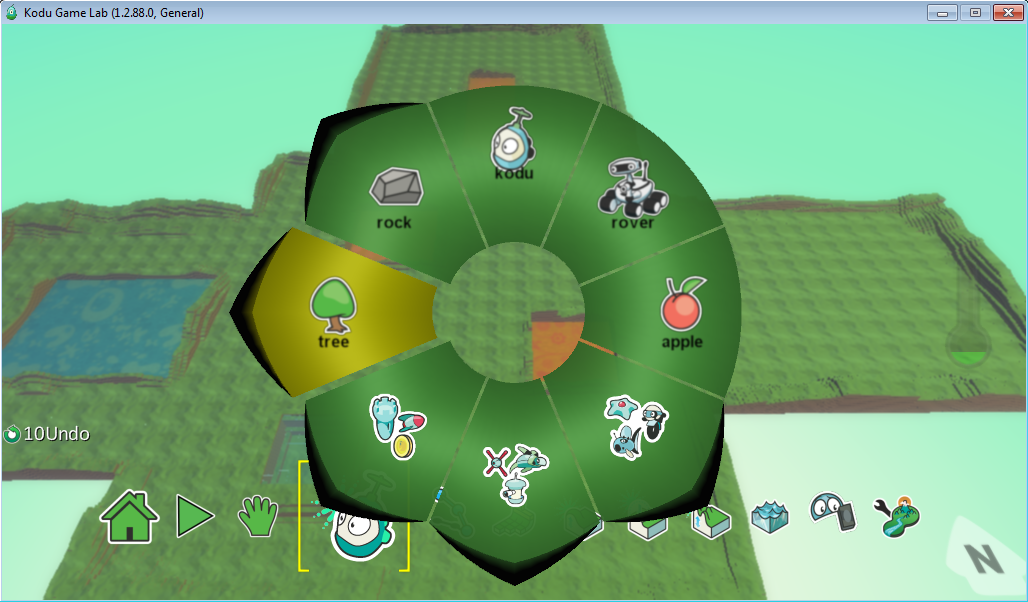 Kodu Game Lab (1.2.88.0, General)
kodu
rock
rover
tree
apple
10Undo
N